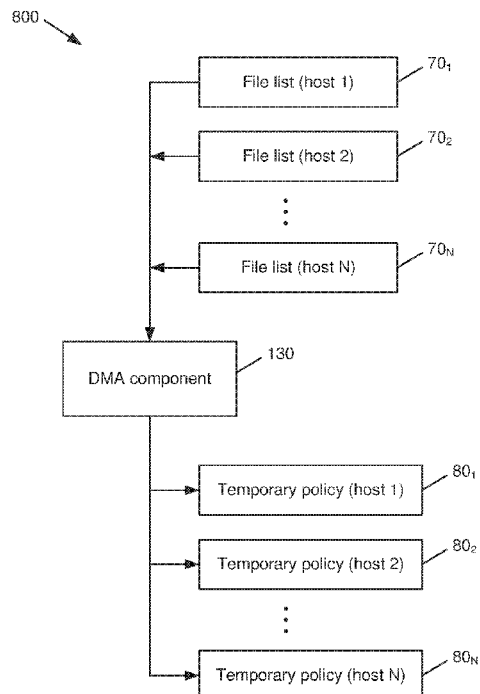 800
File list (host 1)
70₁
File list (host 2)
70₂
File list (host N)
70ₙ
DMA component
130
Temporary policy (host 1)
80₁
Temporary policy (host 2)
80₂
Temporary policy (host N)
80ₙ